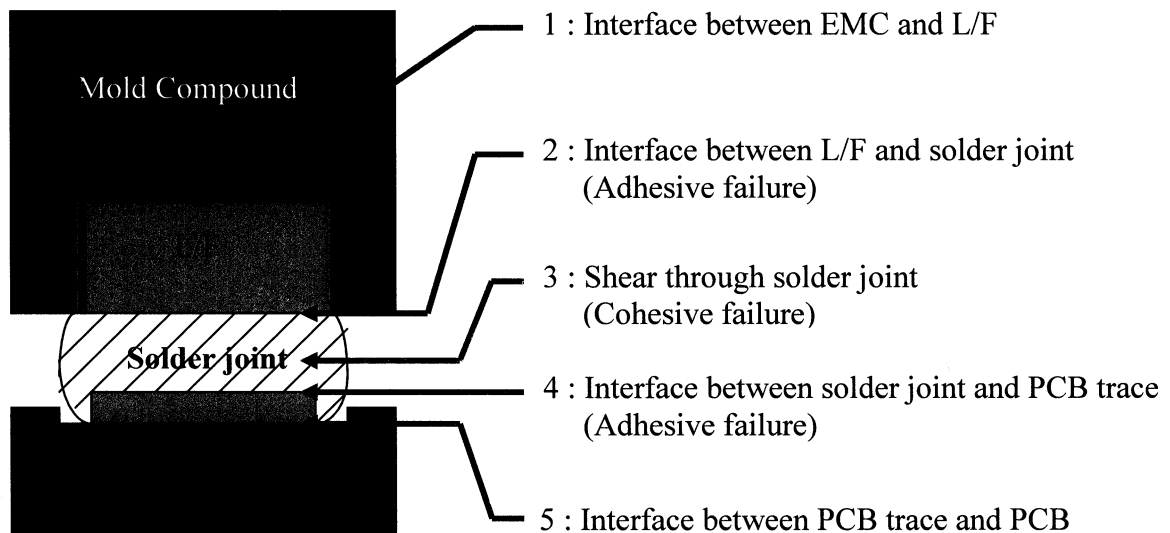 1 : Interface between EMC and L/F
Mold Compound
2 : Interface between L/F and solder joint
(Adhesive failure)
L/F
3 : Shear through solder joint
(Cohesive failure)
Solder joint
4 : Interface between solder joint and PCB trace
(Adhesive failure)
5 : Interface between PCB trace and PCB